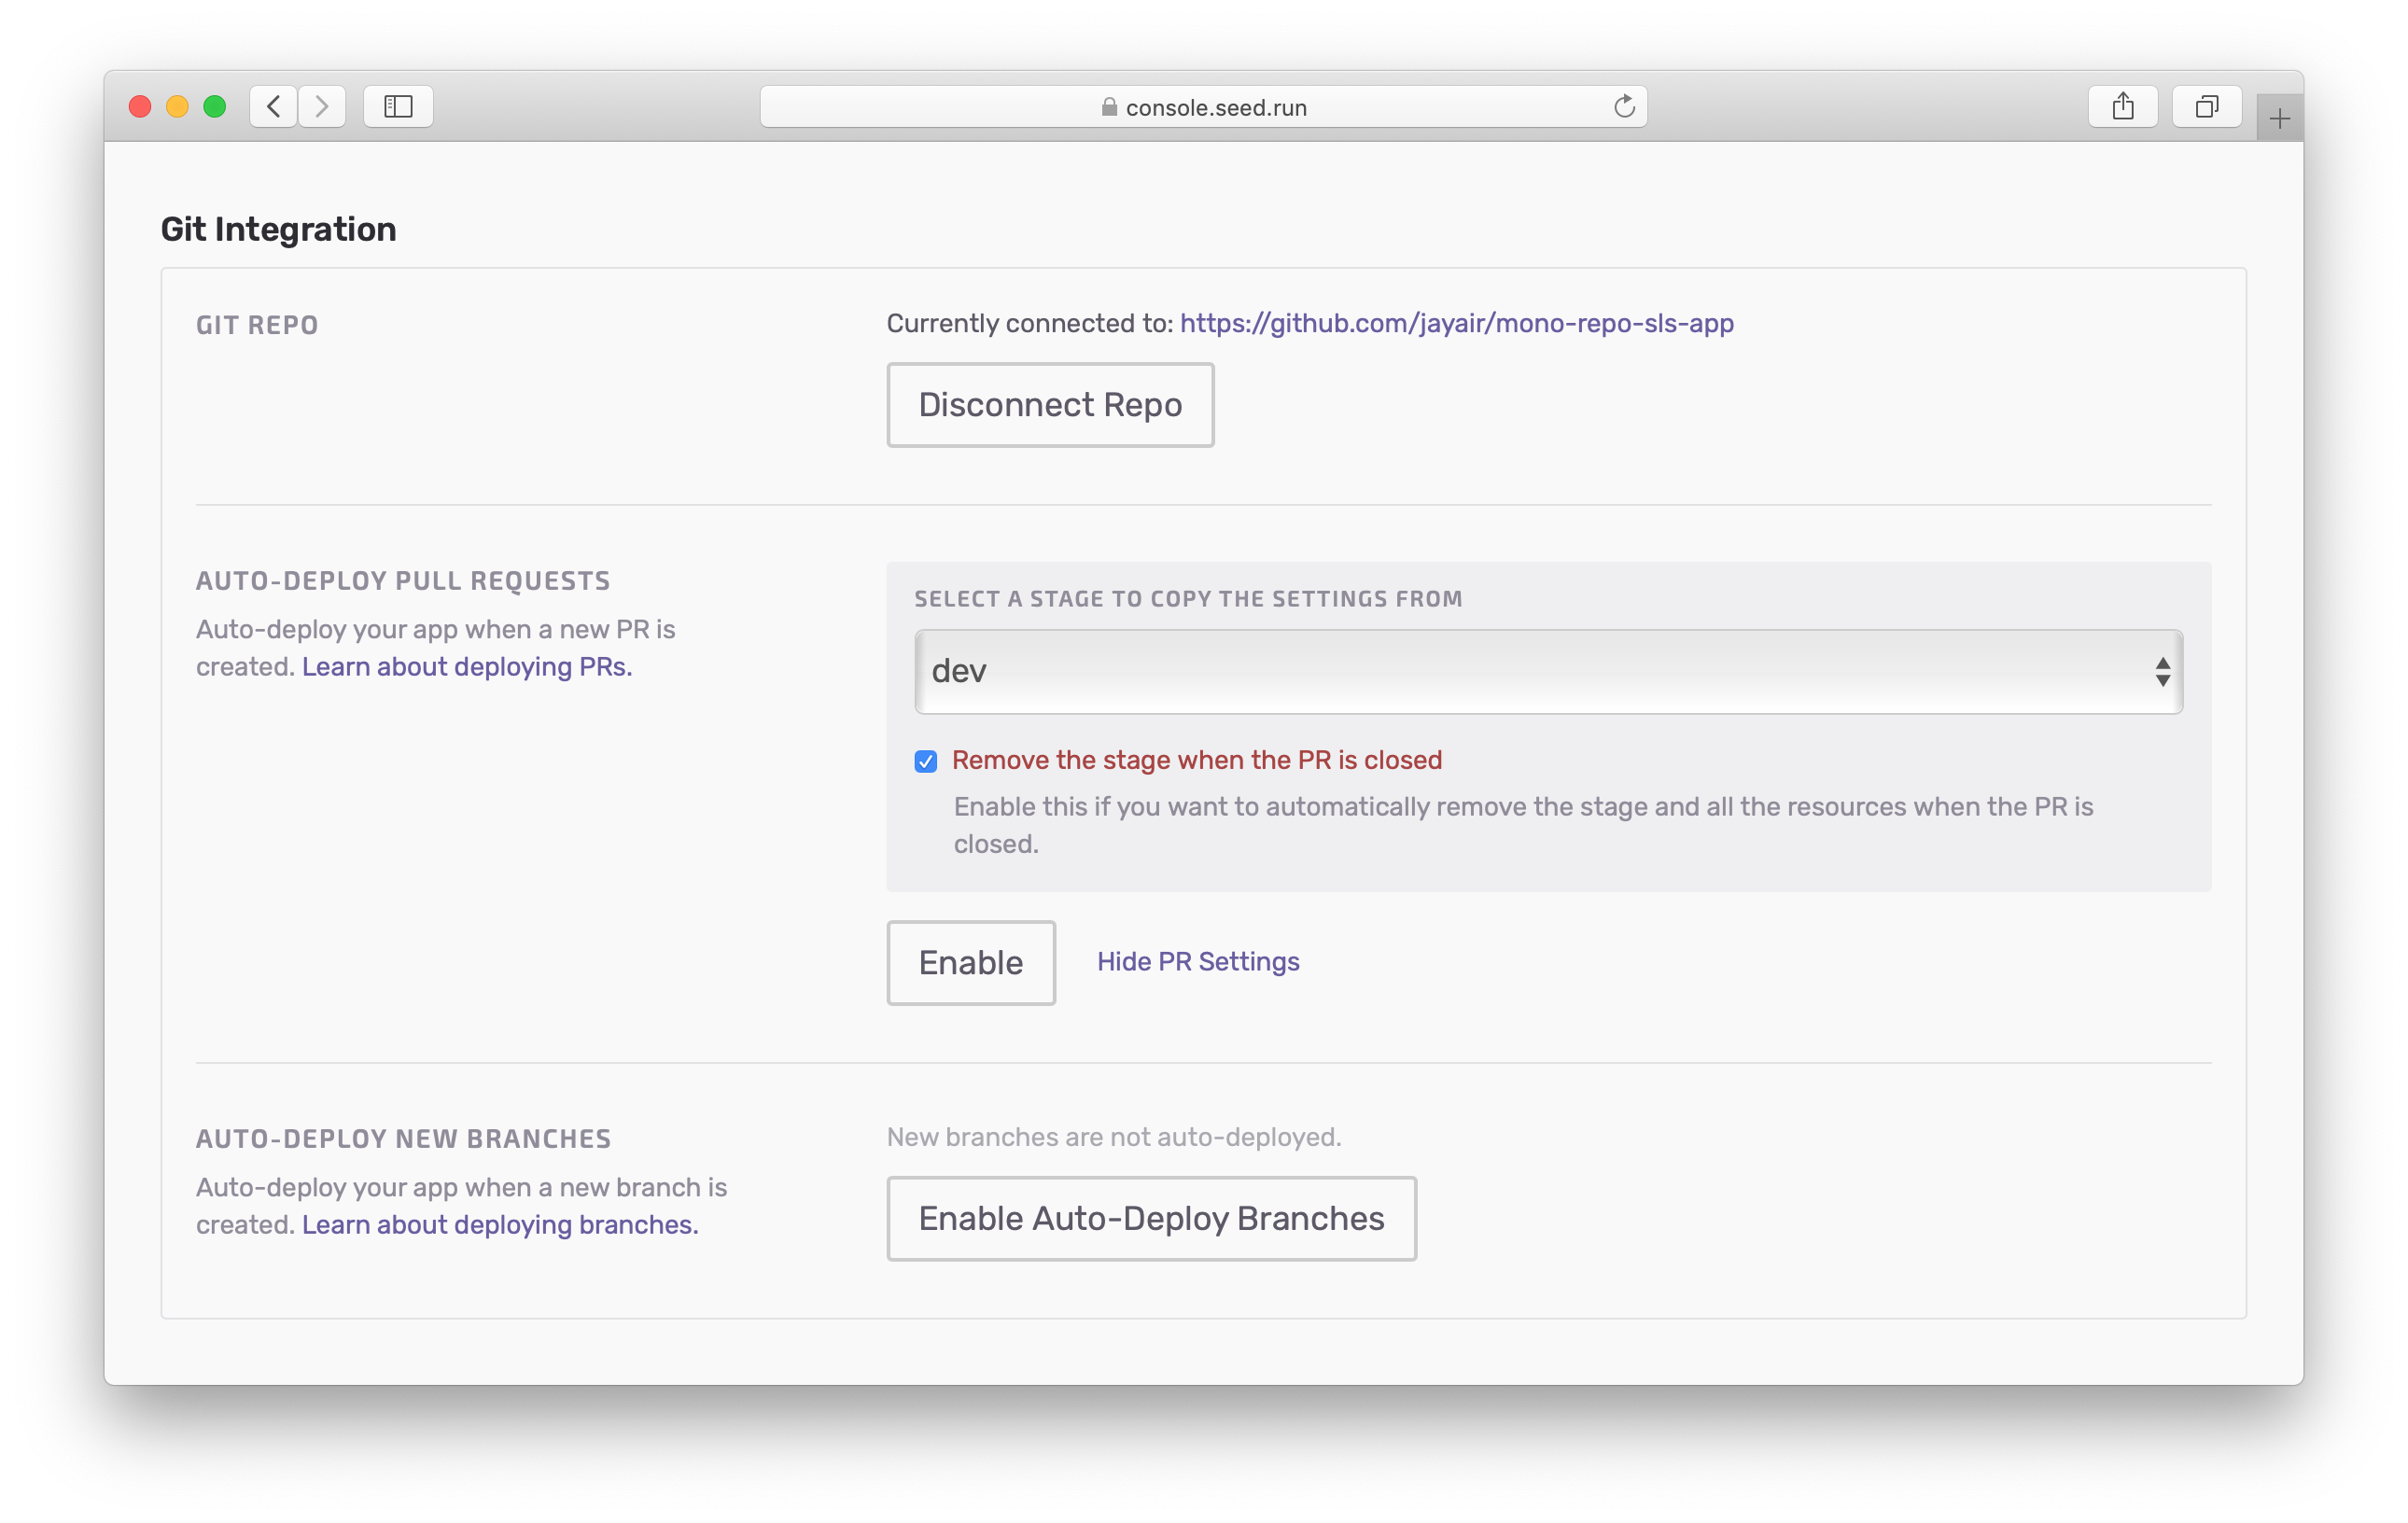 console.seed.run
Git Integration
GIT REPO
Currently connected to: https://github.com/jayair/mono-repo-sls-app
Disconnect Repo
AUTO-DEPLOY PULL REQUESTS
Auto-deploy your app when a new PR is
created. Learn about deploying PRs.
SELECT A STAGE TO COPY THE SETTINGS FROM
dev
Remove the stage when the PR is closed
Enable this if you want to automatically remove the stage and all the resources when the PR is
closed.
Enable
Hide PR Settings
AUTO-DEPLOY NEW BRANCHES
Auto-deploy your app when a new branch is
created. Learn about deploying branches.
New branches are not auto-deployed.
Enable Auto-Deploy Branches